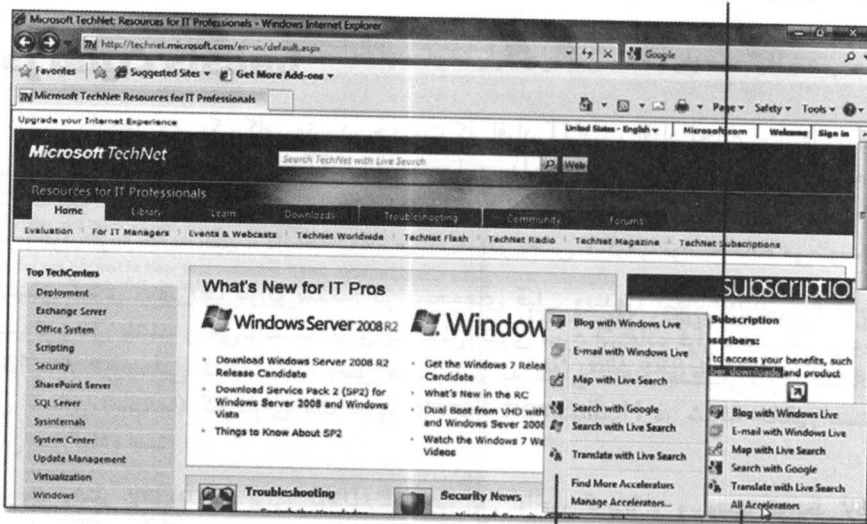 Microsoft TechNet: Resources for IT Professionals - Windows Internet Explorer
http://technet.microsoft.com/en-us/default.aspx
Google
Favorites
Suggested Sites
Get More Add-ons
Microsoft TechNet: Resources for IT Professionals
Page
Safety
Tools
Upgrade your Internet Experience
United States - English
Microsoft.com
Welcome
Sign in
Microsoft TechNet
Search TechNet with Live Search
Web
Resources for IT Professionals
Home
Library
Learn
Downloads
Troubleshooting
Community
Forums
Evaluation
For IT Managers
Events & Webcasts
TechNet Worldwide
TechNet Flash
TechNet Radio
TechNet Magazine
TechNet Subscriptions
Top TechCenters
Deployment
Exchange Server
Office System
Scripting
Security
SharePoint Server
SQL Server
Sysinternals
System Center
Update Management
Virtualization
Windows
What's New for IT Pros
Windows Server 2008 R2
Download Windows Server 2008 R2
Release Candidate
Download Service Pack 2 (SP2) for
Windows Server 2008 and Windows
Vista
Things to Know About SP2
Window
Get the Windows 7 Relea
Candidate
What's New in the RC
Dual Boot from VHD with
and Windows Sever 2008
Watch the Windows 7 We
Videos
subscriptio
Subscription
scribers:
to access your benefits, such
ber downloads and product
Blog with Windows Live
E-mail with Windows Live
Map with Live Search
Search with Google
Search with Live Search
Translate with Live Search
Find More Accelerators
Manage Accelerators...
Blog with Windows Live
E-mail with Windows Live
Map with Live Search
Search with Google
Translate with Live Search
All Accelerators
Troubleshooting
Security News